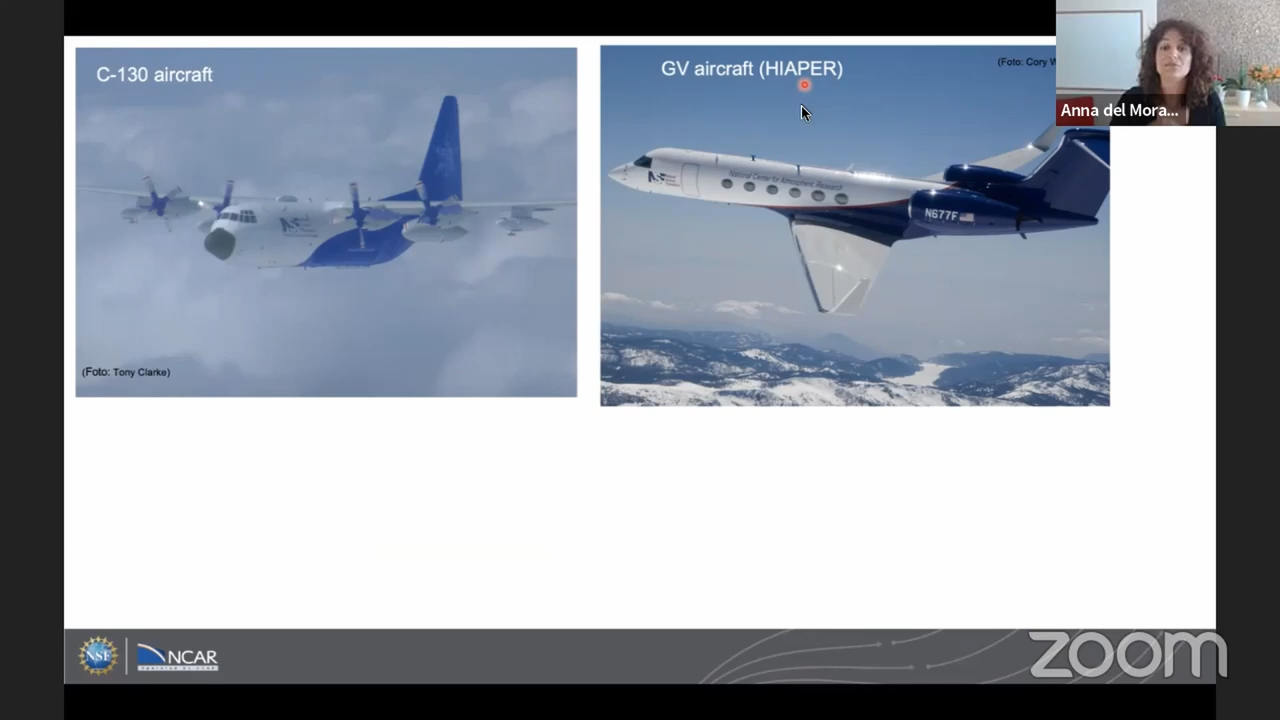 C-130 aircraft
(Foto: Tony Clarke)
GV aircraft (HIAPER)
(Foto: Cory W
National Center for Atmospheric Research
N677F
Anna del Mora...
NSF
NCAR
zoom